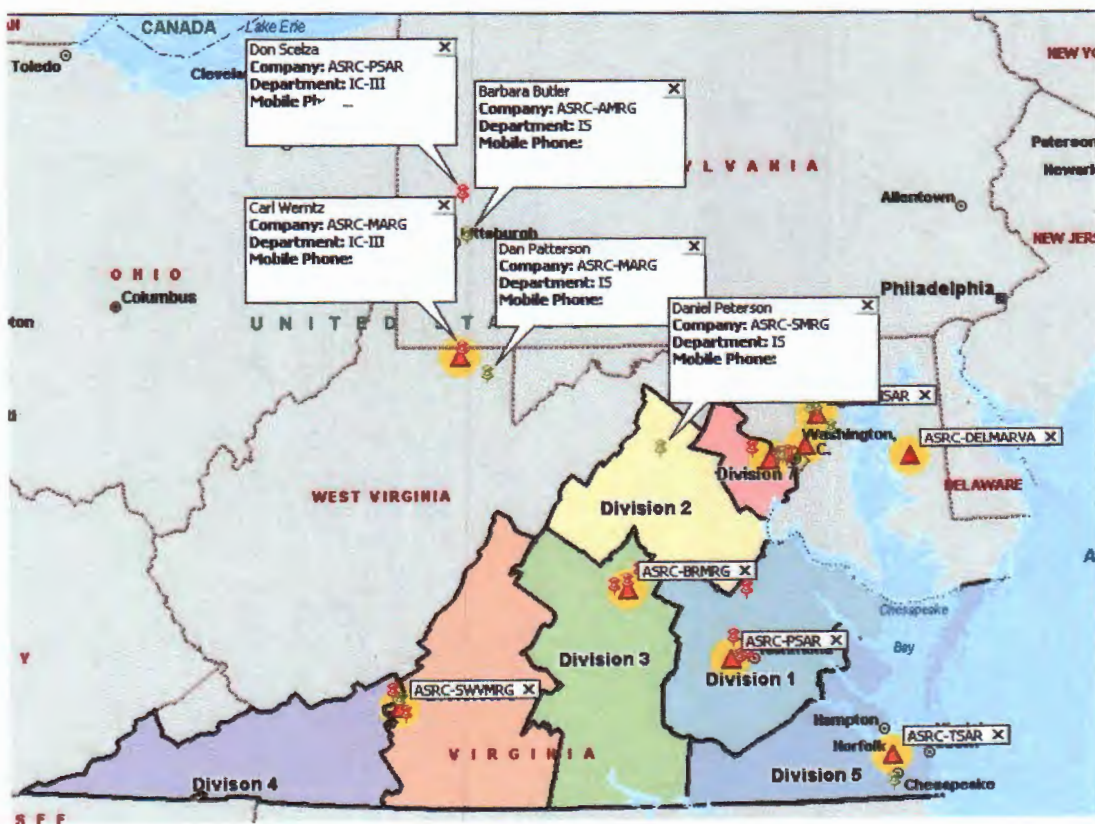 CANADA
Lake Erie
Toledo
Don Scelza
Company: ASRC-PSAR
Department: IC-III
Barbara Butler
Company: ASRC-AMRG
Department: IS
Mobile Phone:
NEW YO
YLVANIA
Paterson
Newark
Allentown
Carl Werntz
Company: ASRC-MARG
Department: IC-III
Mobile Phone:
Dan Patterson
Company: ASRC-MARG
Department: IS
Mobile Phone:
NEW JERS
OHIO
Columbus
Philadelphia
Daniel Peterson
Company: ASRC-SMRG
Department: IS
Mobile Phone:
UNITED STA
Washington,
ASRC-DELMARVA
DELAWARE
WEST VIRGINIA
Division 7
Division 2
ASRC-BRMRG
Chesapeake
Bay
Division 3
ASRC-PSAR
Division 1
ASRC-SWVMRG
Hampton
ASRC-TSAR
Norfolk
VIRGINIA
Divison 4
Division 5
Chesapeake